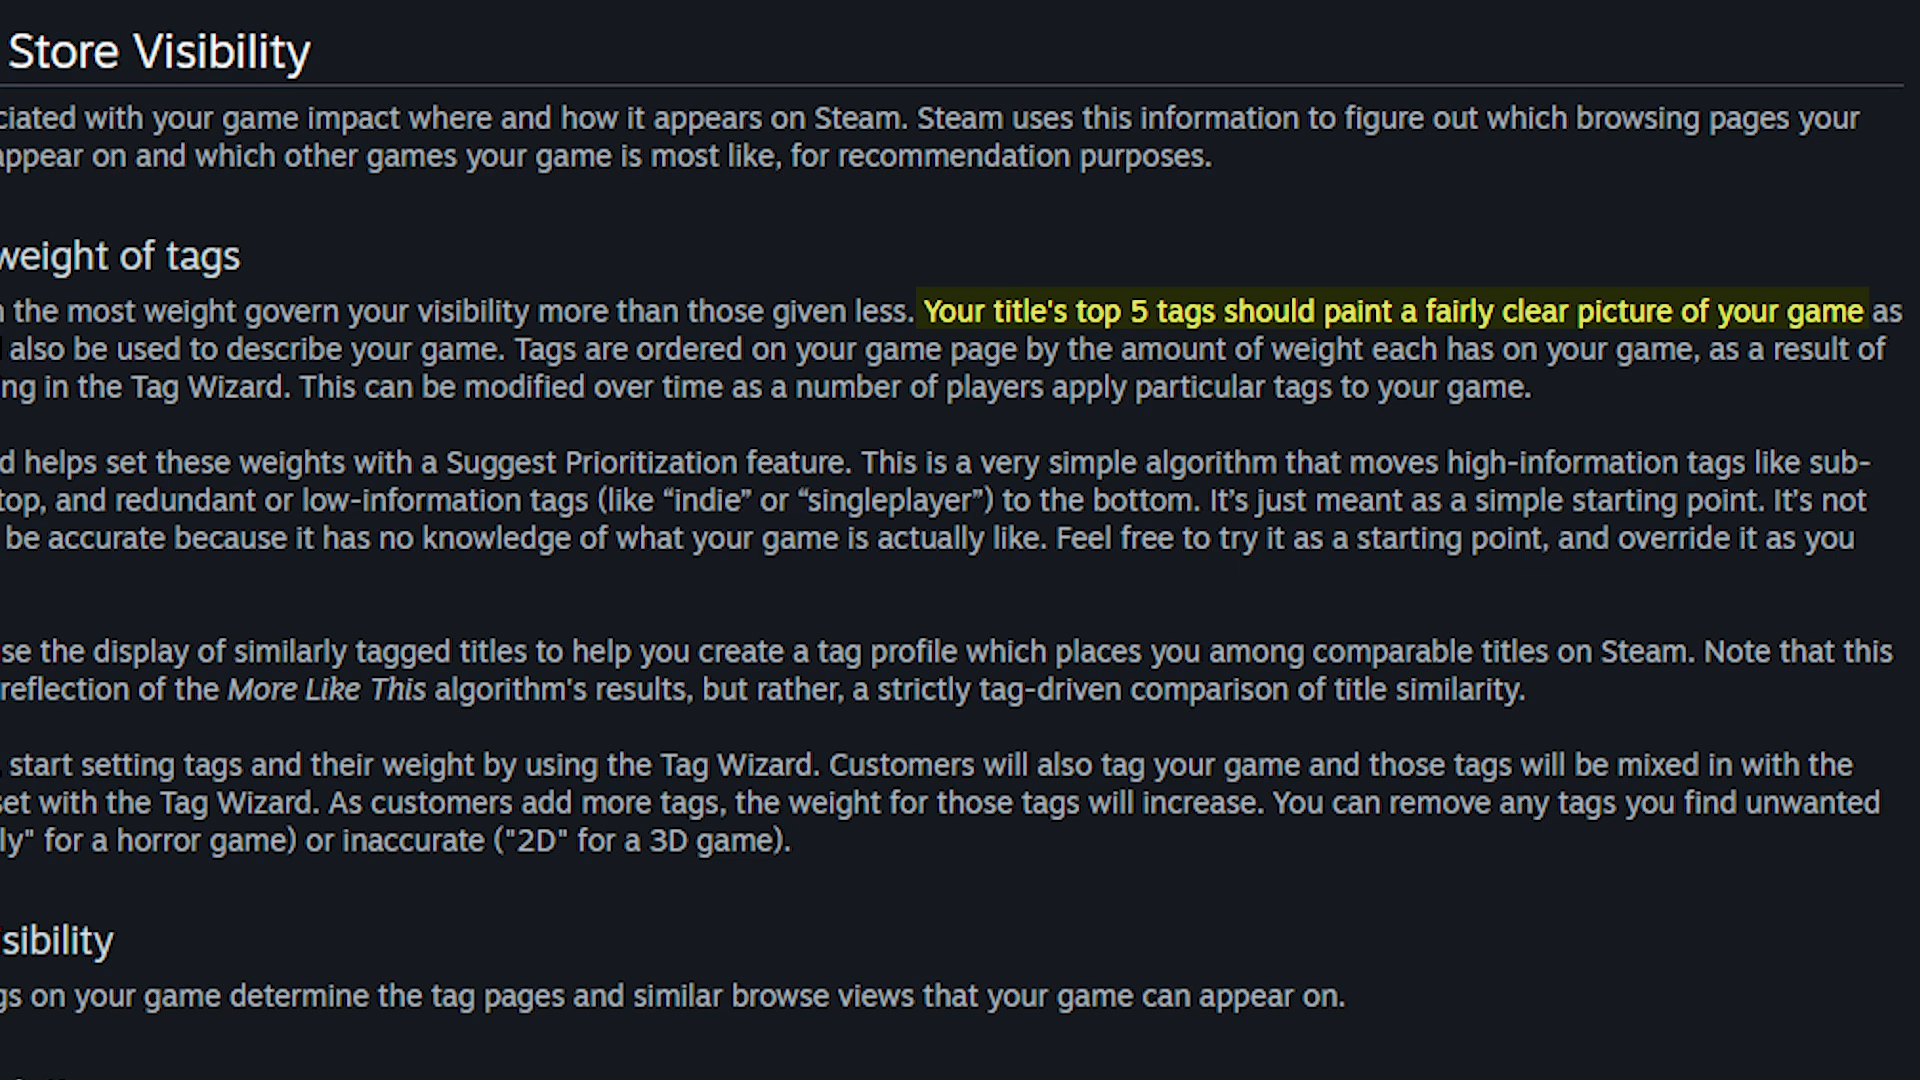 Store Visibility
ciated with your game impact where and how it appears on Steam. Steam uses this information to figure out which browsing pages your
appear on and which other games your game is most like, for recommendation purposes.
weight of tags
the most weight govern your visibility more than those given less. Your title's top 5 tags should paint a fairly clear picture of your game as
also be used to describe your game. Tags are ordered on your game page by the amount of weight each has on your game, as a result of
ng in the Tag Wizard. This can be modified over time as a number of players apply particular tags to your game.
d helps set these weights with a Suggest Prioritization feature. This is a very simple algorithm that moves high-information tags like sub-
top, and redundant or low-information tags (like “indie” or “singleplayer”) to the bottom. It’s just meant as a simple starting point. It’s not
be accurate because it has no knowledge of what your game is actually like. Feel free to try it as a starting point, and override it as you
se the display of similarly tagged titles to help you create a tag profile which places you among comparable titles on Steam. Note that this
reflection of the More Like This algorithm's results, but rather, a strictly tag-driven comparison of title similarity.
start setting tags and their weight by using the Tag Wizard. Customers will also tag your game and those tags will be mixed in with the
set with the Tag Wizard. As customers add more tags, the weight for those tags will increase. You can remove any tags you find unwanted
ly" for a horror game) or inaccurate ("2D" for a 3D game).
sibility
gs on your game determine the tag pages and similar browse views that your game can appear on.